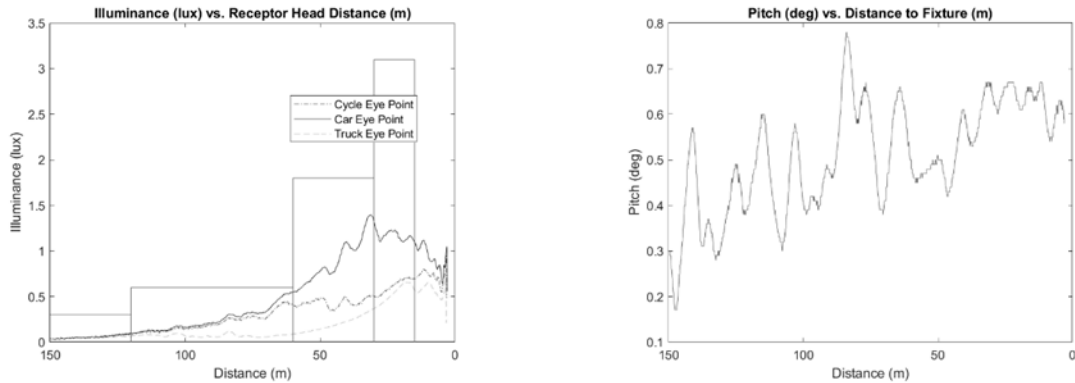 Illuminance (lux) vs. Receptor Head Distance (m)
3.5
3
2.5
2
1.5
1
0.5
0
Illuminance (lux)
Cycle Eye Point
Car Eye Point
Truck Eye Point
150
100
50
0
Distance (m)
Pitch (deg) vs. Distance to Fixture (m)
0.8
0.7
0.6
0.5
0.4
0.3
0.2
0.1
Pitch (deg)
150
100
50
0
Distance (m)